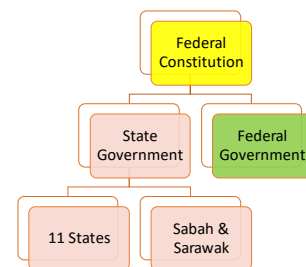 Federal
Constitution
State
Government
Federal
Government
11 States
Sabah &
Sarawak